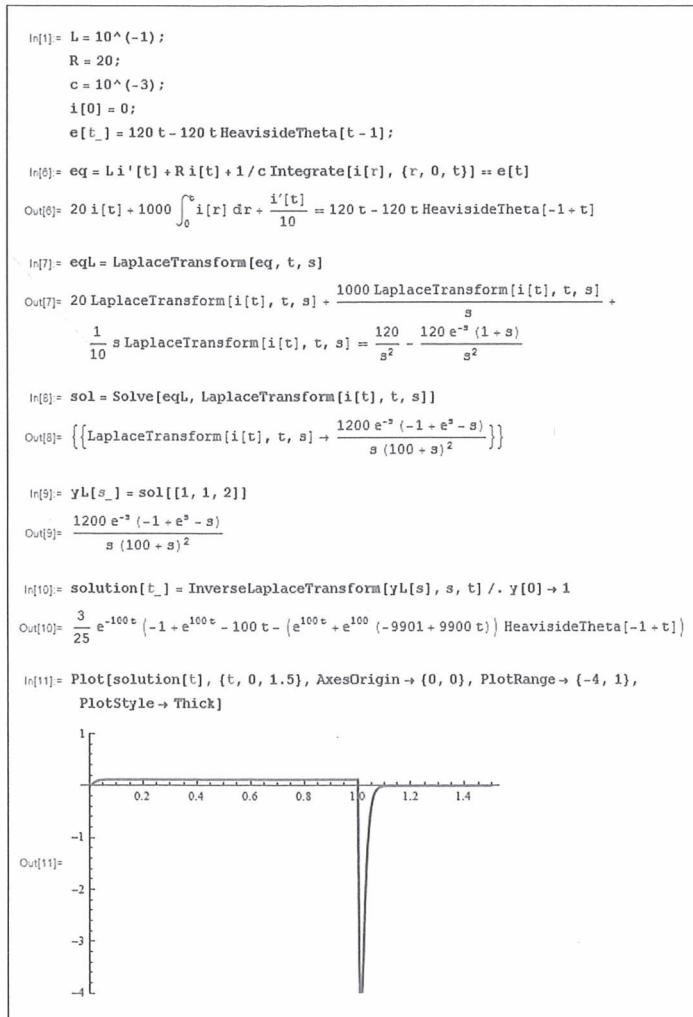 In[1]:= L = 10^(-1);
R = 20;
c = 10^(-3);
i[0] = 0;
e[t_] = 120 t - 120 t HeavisideTheta[t - 1];
In[6]:= eq = L i'[t] + R i[t] + 1/c Integrate[i[r], {r, 0, t}] == e[t]
Out[6]= 20 i[t] + 1000 ∫₀ᵗ i[r] dr + i′[t]/10 = 120 t - 120 t HeavisideTheta[-1 + t]
In[7]:= eqL = LaplaceTransform[eq, t, s]
Out[7]= 20 LaplaceTransform[i[t], t, s] + 1000 LaplaceTransform[i[t], t, s]/s +
1/10 s LaplaceTransform[i[t], t, s] = 120/s² - 120 e⁻ˢ (1 + s)/s²
In[8]:= sol = Solve[eqL, LaplaceTransform[i[t], t, s]]
Out[8]= {{LaplaceTransform[i[t], t, s] → 1200 e⁻ˢ (-1 + eˢ - s)/s (100 + s)²}}
In[9]:= yL[s_] = sol[[1, 1, 2]]
Out[9]= 1200 e⁻ˢ (-1 + eˢ - s)/s (100 + s)²
In[10]:= solution[t_] = InverseLaplaceTransform[yL[s], s, t] /. y[0] → 1
Out[10]= 3/25 e^-100 t (-1 + e^100 t - 100 t - (e^100 t + e^100 (-9901 + 9900 t)) HeavisideTheta[-1 + t])
In[11]:= Plot[solution[t], {t, 0, 1.5}, AxesOrigin → {0, 0}, PlotRange → {-4, 1},
PlotStyle → Thick]
1
0.2 0.4 0.6 0.8 1.0 1.2 1.4
-1
Out[11]=
-2
-3
-4